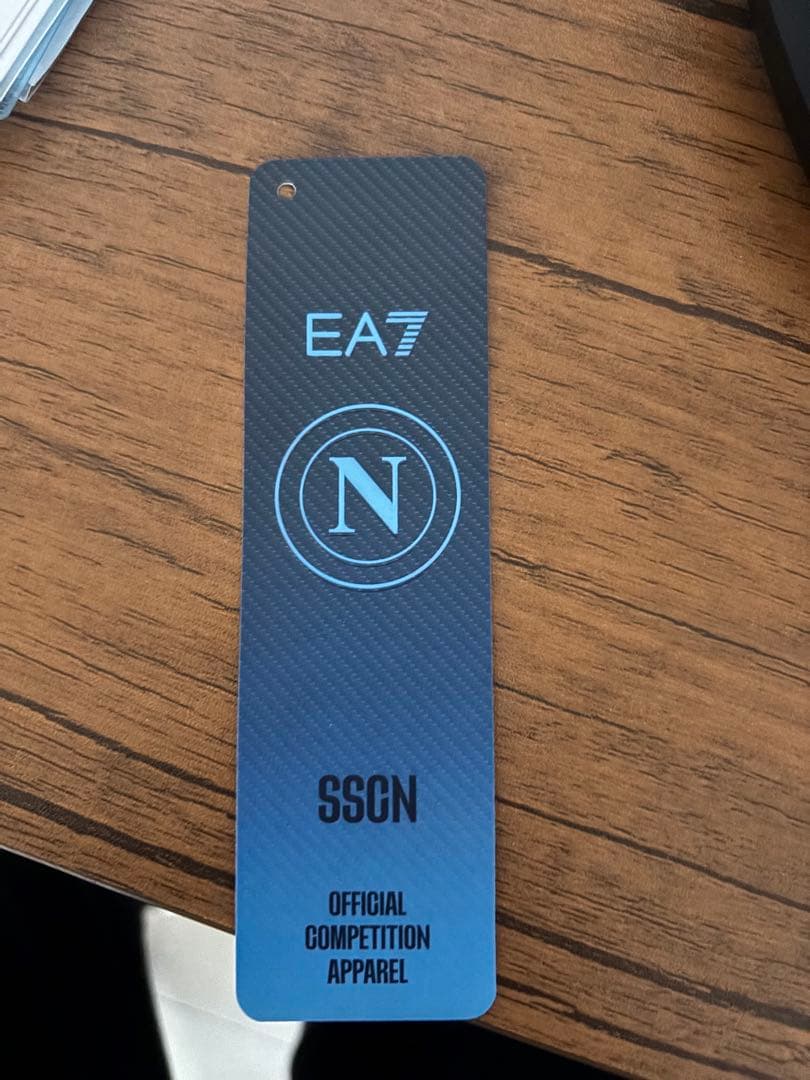 EA7
N
SSCN
OFFICIAL
COMPETITION
APPAREL